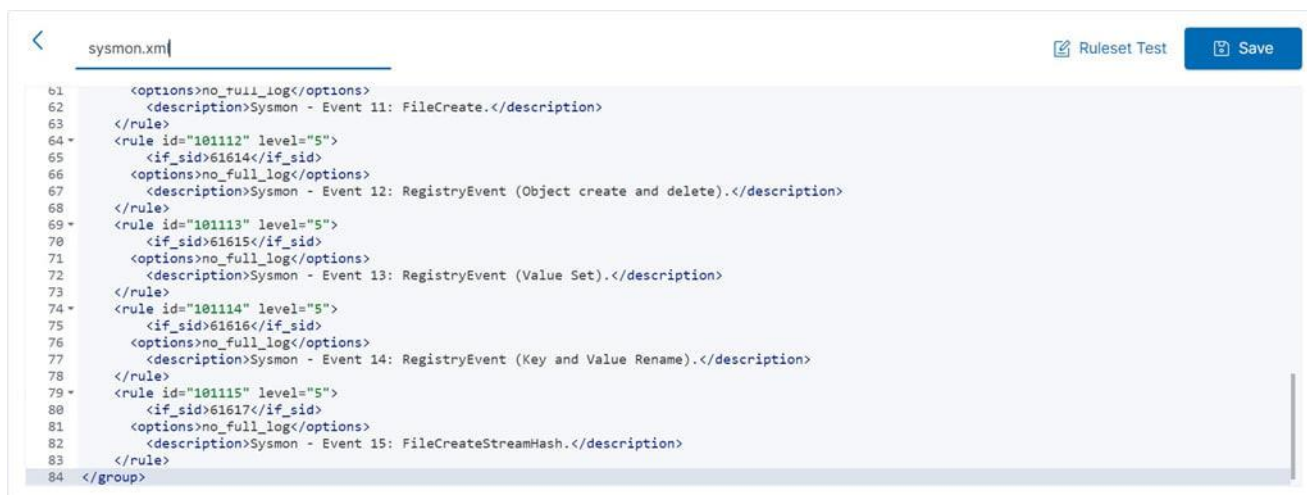 sysmon.xml
Ruleset Test
Save
61 <options>no_full_log</options>
62 <description>Sysmon - Event 11: FileCreate.</description>
63 </rule>
64 <rule id="101112" level="5">
65 <if_sid>61614</if_sid>
66 <options>no_full_log</options>
67 <description>Sysmon - Event 12: RegistryEvent (Object create and delete).</description>
68 </rule>
69 <rule id="101113" level="5">
70 <if_sid>61615</if_sid>
71 <options>no_full_log</options>
72 <description>Sysmon - Event 13: RegistryEvent (Value Set).</description>
73 </rule>
74 <rule id="101114" level="5">
75 <if_sid>61616</if_sid>
76 <options>no_full_log</options>
77 <description>Sysmon - Event 14: RegistryEvent (Key and Value Rename).</description>
78 </rule>
79 <rule id="101115" level="5">
80 <if_sid>61617</if_sid>
81 <options>no_full_log</options>
82 <description>Sysmon - Event 15: FileCreateStreamHash.</description>
83 </rule>
84 </group>